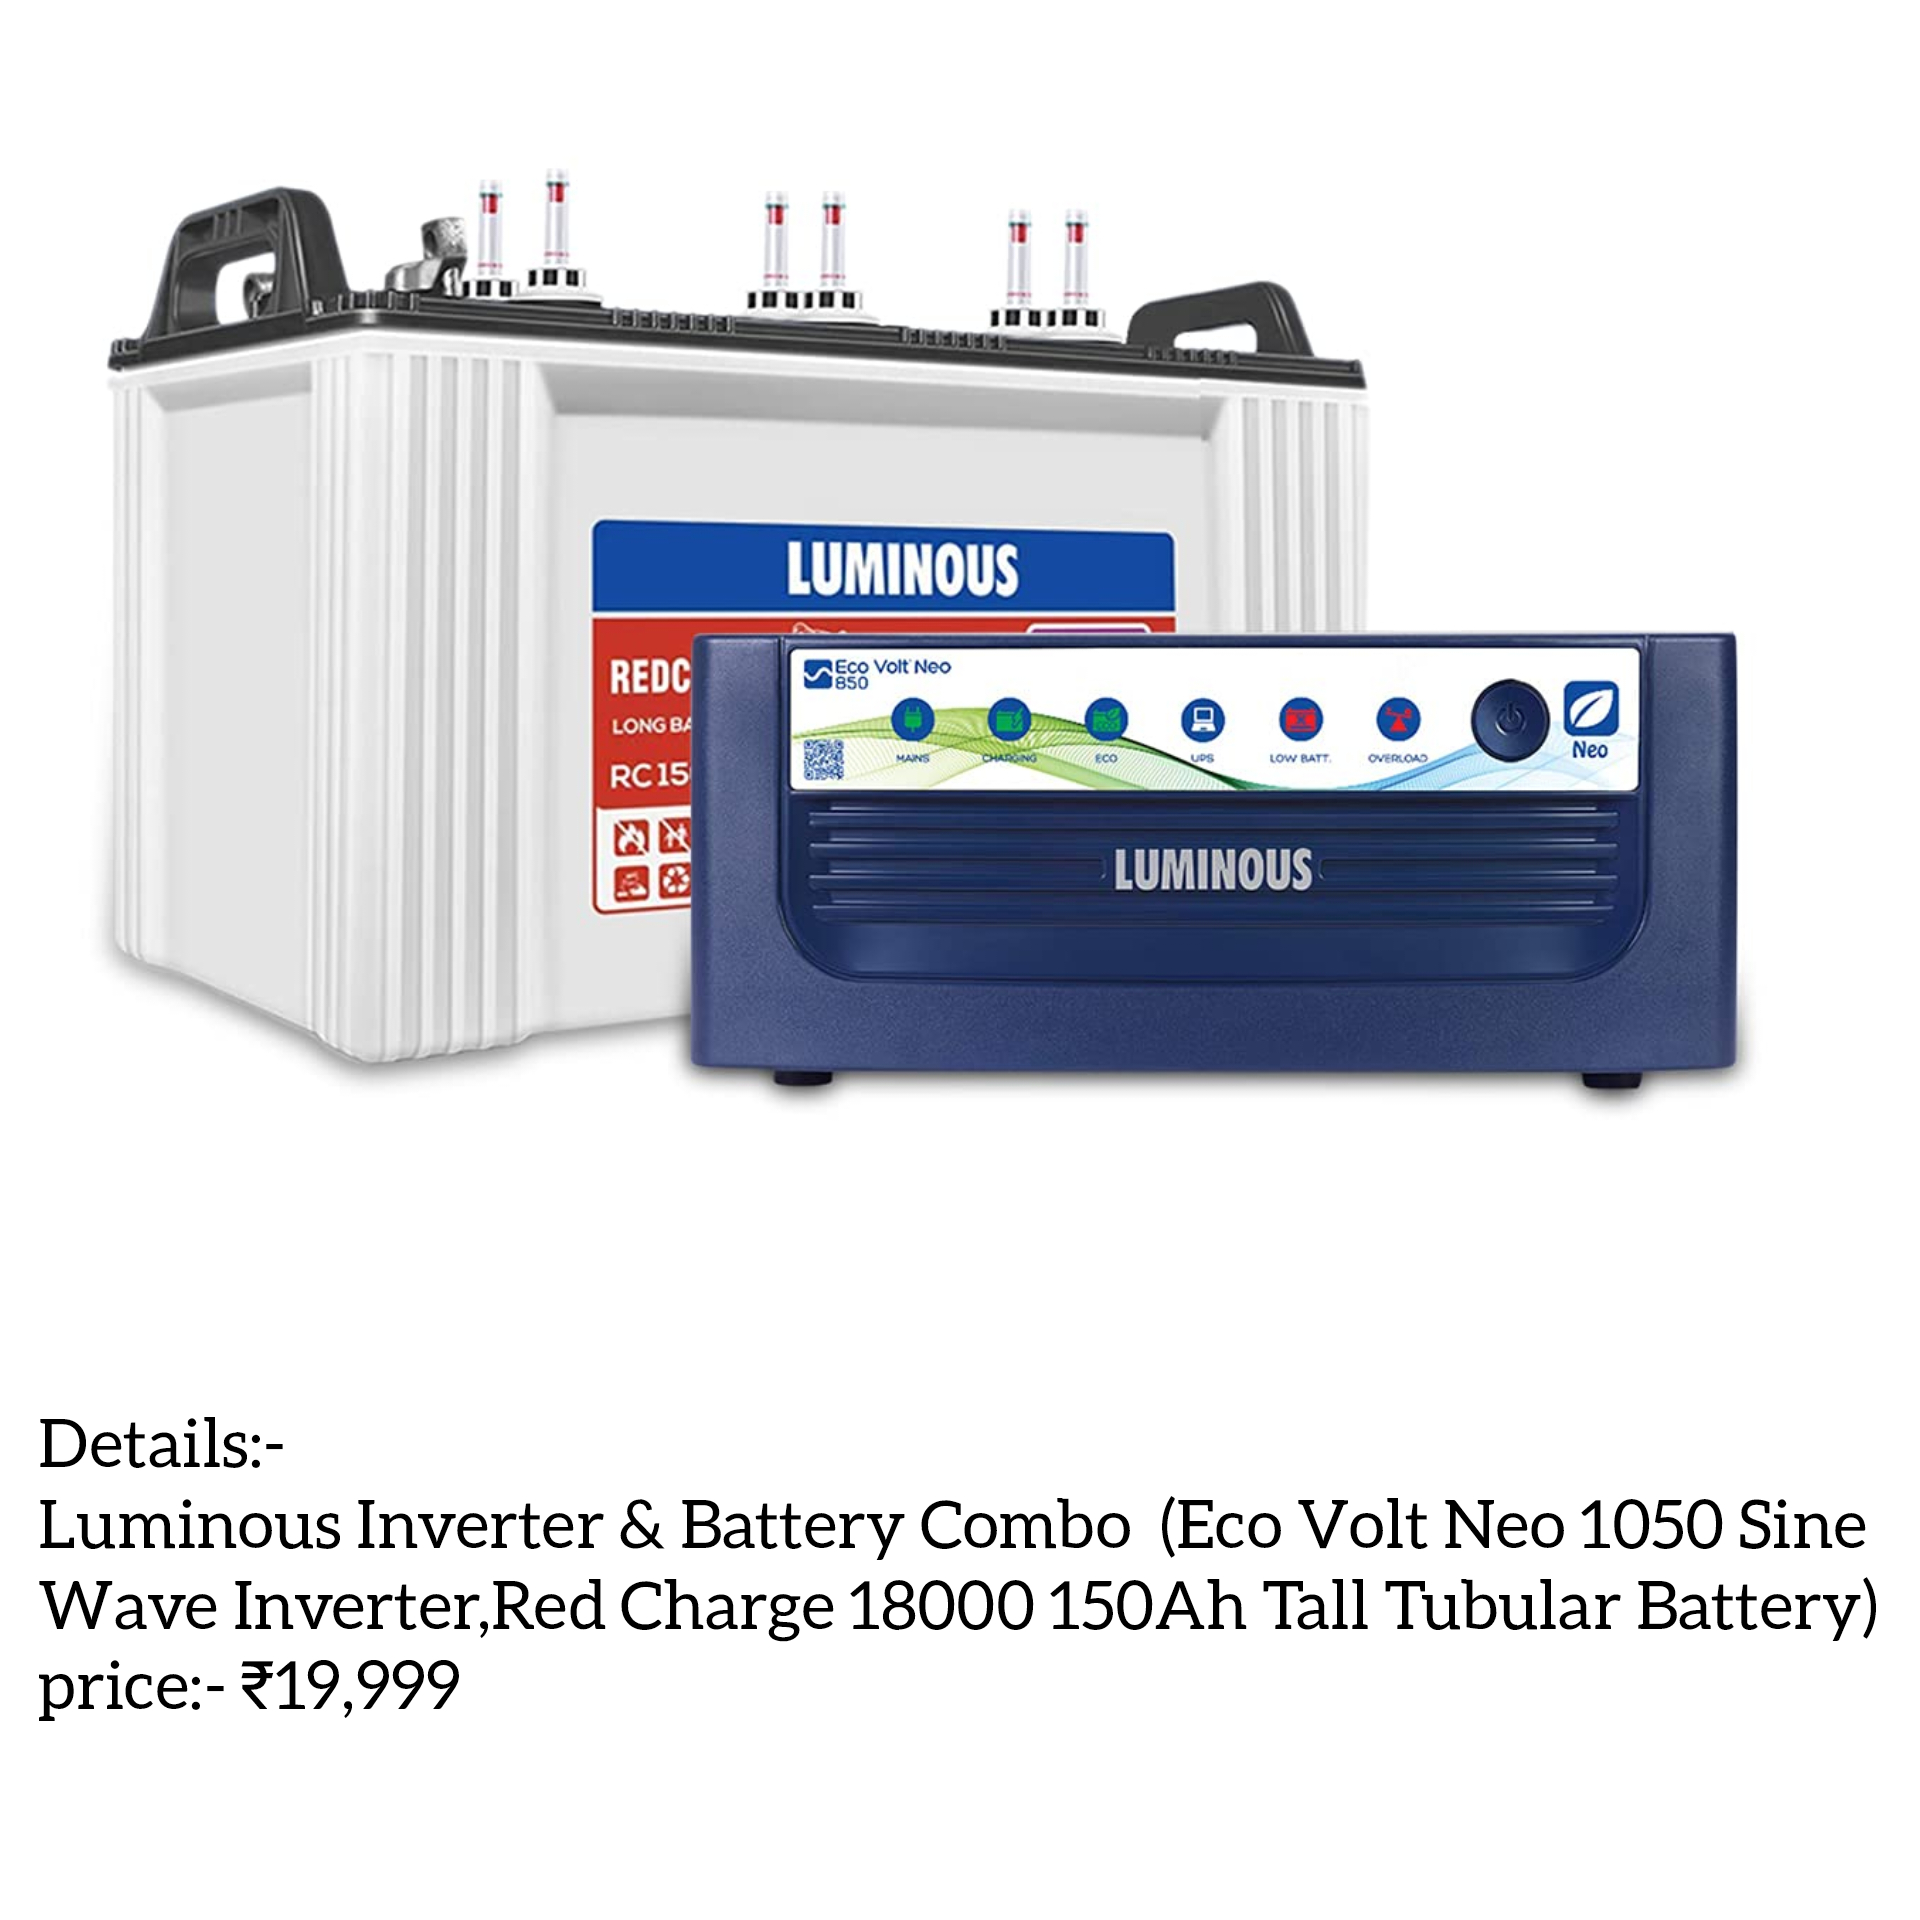 LUMINOUS
REDC
LONG BA
RC 15
Eco Volt Neo
850
MAINS CHARGING ECO UPS LOW BATT. OVERLOAD
Neo
LUMINOUS
Details:-
Luminous Inverter & Battery Combo (Eco Volt Neo 1050 Sine
Wave Inverter,Red Charge 18000 150Ah Tall Tubular Battery)
price:- ₹19,999